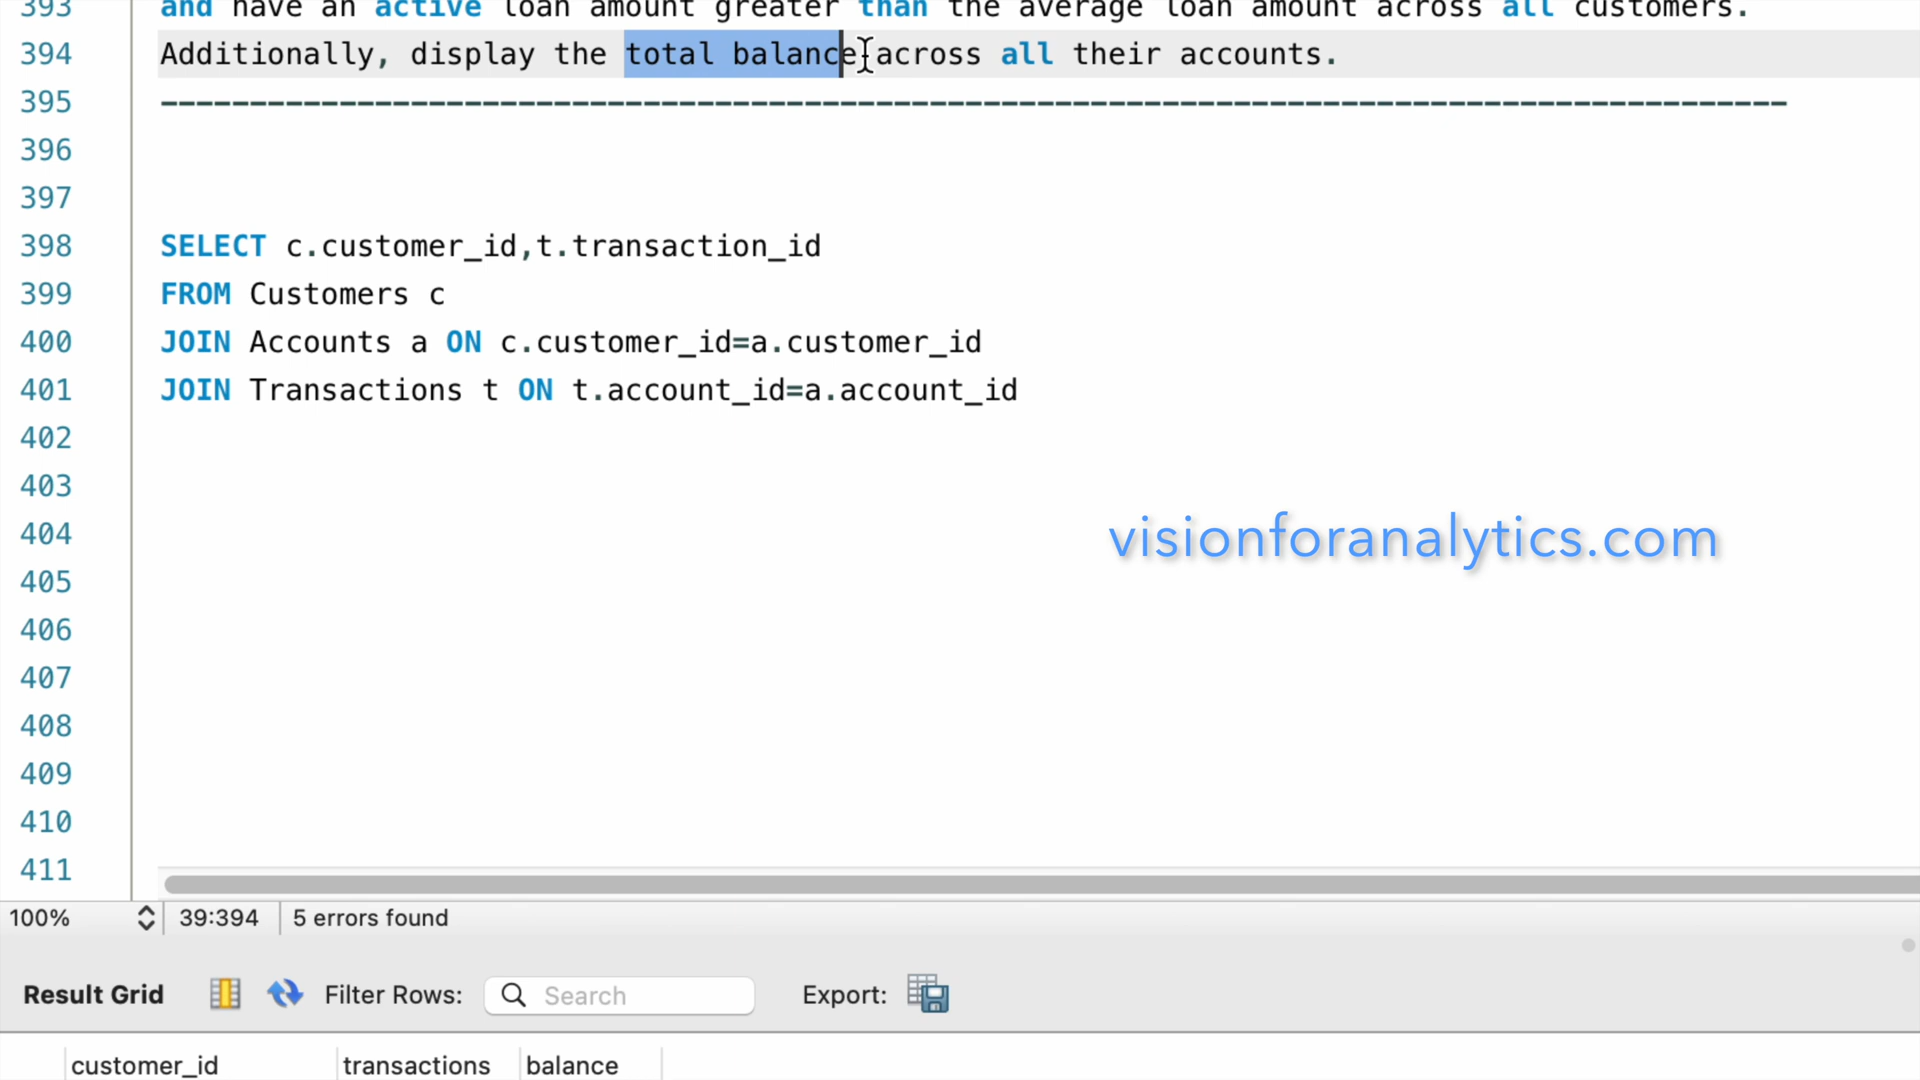 393 and have an active loan amount greater than the average loan amount across all customers.
394 Additionally, display the total balance across all their accounts.
395 -------------------------------------------------------------------------------------------
396
397
398 SELECT c.customer_id,t.transaction_id
399 FROM Customers c
400 JOIN Accounts a ON c.customer_id=a.customer_id
401 JOIN Transactions t ON t.account_id=a.account_id
402
403
404
visionforanalytics.com
405
406
407
408
409
410
411
100% 39:394 5 errors found
Result Grid Filter Rows: Search Export:
customer_id transactions balance